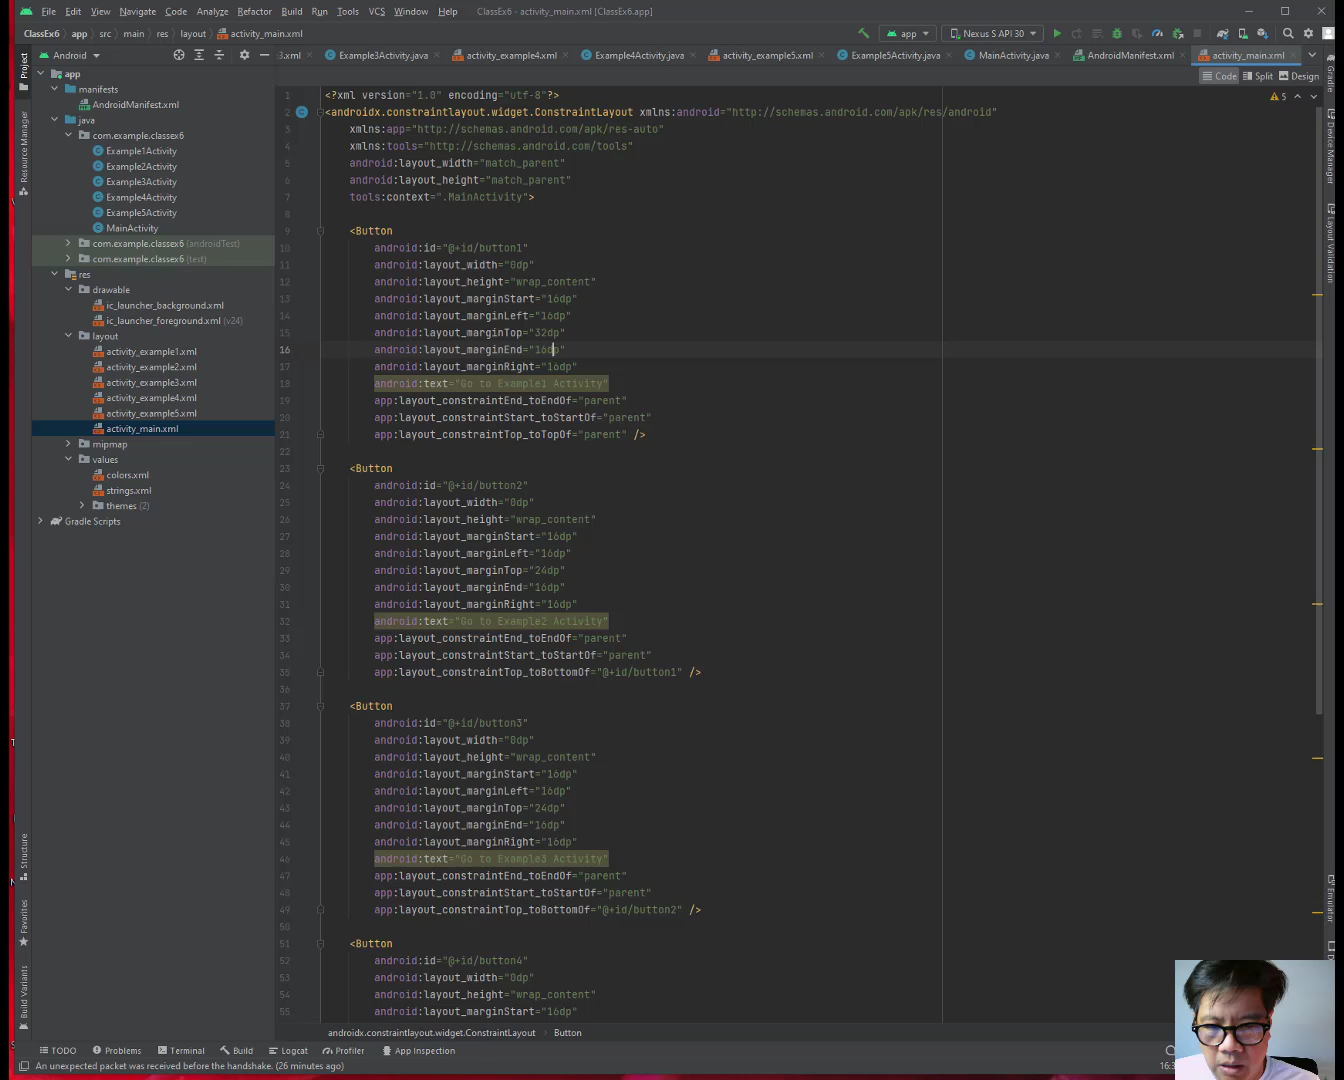 File Edit View Navigate Code Analyze Refactor Build Run Tools VCS Window Help ClassEx6 - activity_main.xml [ClassEx6.app]
ClassEx6 app src main res layout activity_main.xml app Nexus S API 30
Android 3.xml Example3Activity.java activity_example4.xml Example4Activity.java activity_example5.xml Example5Activity.java MainActivity.java AndroidManifest.xml activity_main.xml
Code Split Design
5
Project
Resource Manager
Structure
Favorites
Build Variants
app
manifests
AndroidManifest.xml
java
com.example.classex6
Example1Activity
Example2Activity
Example3Activity
Example4Activity
Example5Activity
MainActivity
com.example.classex6 (androidTest)
com.example.classex6 (test)
res
drawable
ic_launcher_background.xml
ic_launcher_foreground.xml (v24)
layout
activity_example1.xml
activity_example2.xml
activity_example3.xml
activity_example4.xml
activity_example5.xml
activity_main.xml
mipmap
values
colors.xml
strings.xml
themes (2)
Gradle Scripts
1 <?xml version="1.0" encoding="utf-8"?>
2 <androidx.constraintlayout.widget.ConstraintLayout xmlns:android="http://schemas.android.com/apk/res/android"
3 xmlns:app="http://schemas.android.com/apk/res-auto"
4 xmlns:tools="http://schemas.android.com/tools"
5 android:layout_width="match_parent"
6 android:layout_height="match_parent"
7 tools:context=".MainActivity">
8
9 <Button
10 android:id="@+id/button1"
11 android:layout_width="0dp"
12 android:layout_height="wrap_content"
13 android:layout_marginStart="16dp"
14 android:layout_marginLeft="16dp"
15 android:layout_marginTop="32dp"
16 android:layout_marginEnd="16dp"
17 android:layout_marginRight="16dp"
18 android:text="Go to Example1 Activity"
19 app:layout_constraintEnd_toEndOf="parent"
20 app:layout_constraintStart_toStartOf="parent"
21 app:layout_constraintTop_toTopOf="parent" />
22
23 <Button
24 android:id="@+id/button2"
25 android:layout_width="0dp"
26 android:layout_height="wrap_content"
27 android:layout_marginStart="16dp"
28 android:layout_marginLeft="16dp"
29 android:layout_marginTop="24dp"
30 android:layout_marginEnd="16dp"
31 android:layout_marginRight="16dp"
32 android:text="Go to Example2 Activity"
33 app:layout_constraintEnd_toEndOf="parent"
34 app:layout_constraintStart_toStartOf="parent"
35 app:layout_constraintTop_toBottomOf="@+id/button1" />
36
37 <Button
38 android:id="@+id/button3"
39 android:layout_width="0dp"
40 android:layout_height="wrap_content"
41 android:layout_marginStart="16dp"
42 android:layout_marginLeft="16dp"
43 android:layout_marginTop="24dp"
44 android:layout_marginEnd="16dp"
45 android:layout_marginRight="16dp"
46 android:text="Go to Example3 Activity"
47 app:layout_constraintEnd_toEndOf="parent"
48 app:layout_constraintStart_toStartOf="parent"
49 app:layout_constraintTop_toBottomOf="@+id/button2" />
50
51 <Button
52 android:id="@+id/button4"
53 android:layout_width="0dp"
54 android:layout_height="wrap_content"
55 android:layout_marginStart="16dp"
Gradle
Device Manager
Layout Validation
Emulator
androidx.constraintlayout.widget.ConstraintLayout Button
TODO Problems Terminal Build Logcat Profiler App Inspection
An unexpected packet was received before the handshake. (26 minutes ago)